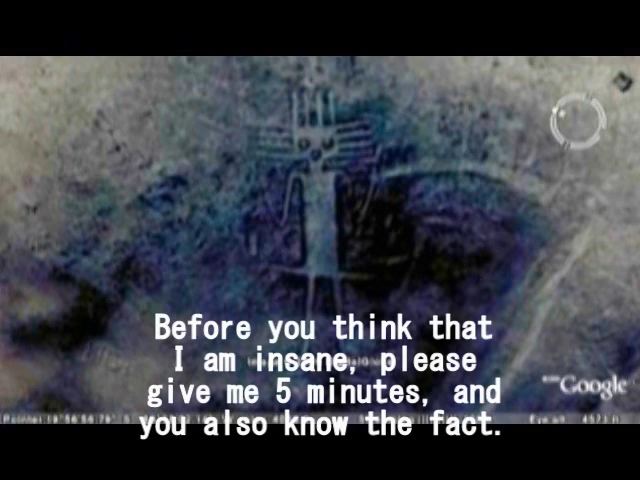 Before you think that
I am insane, please
give me 5 minutes, and
you also know the fact.
Google